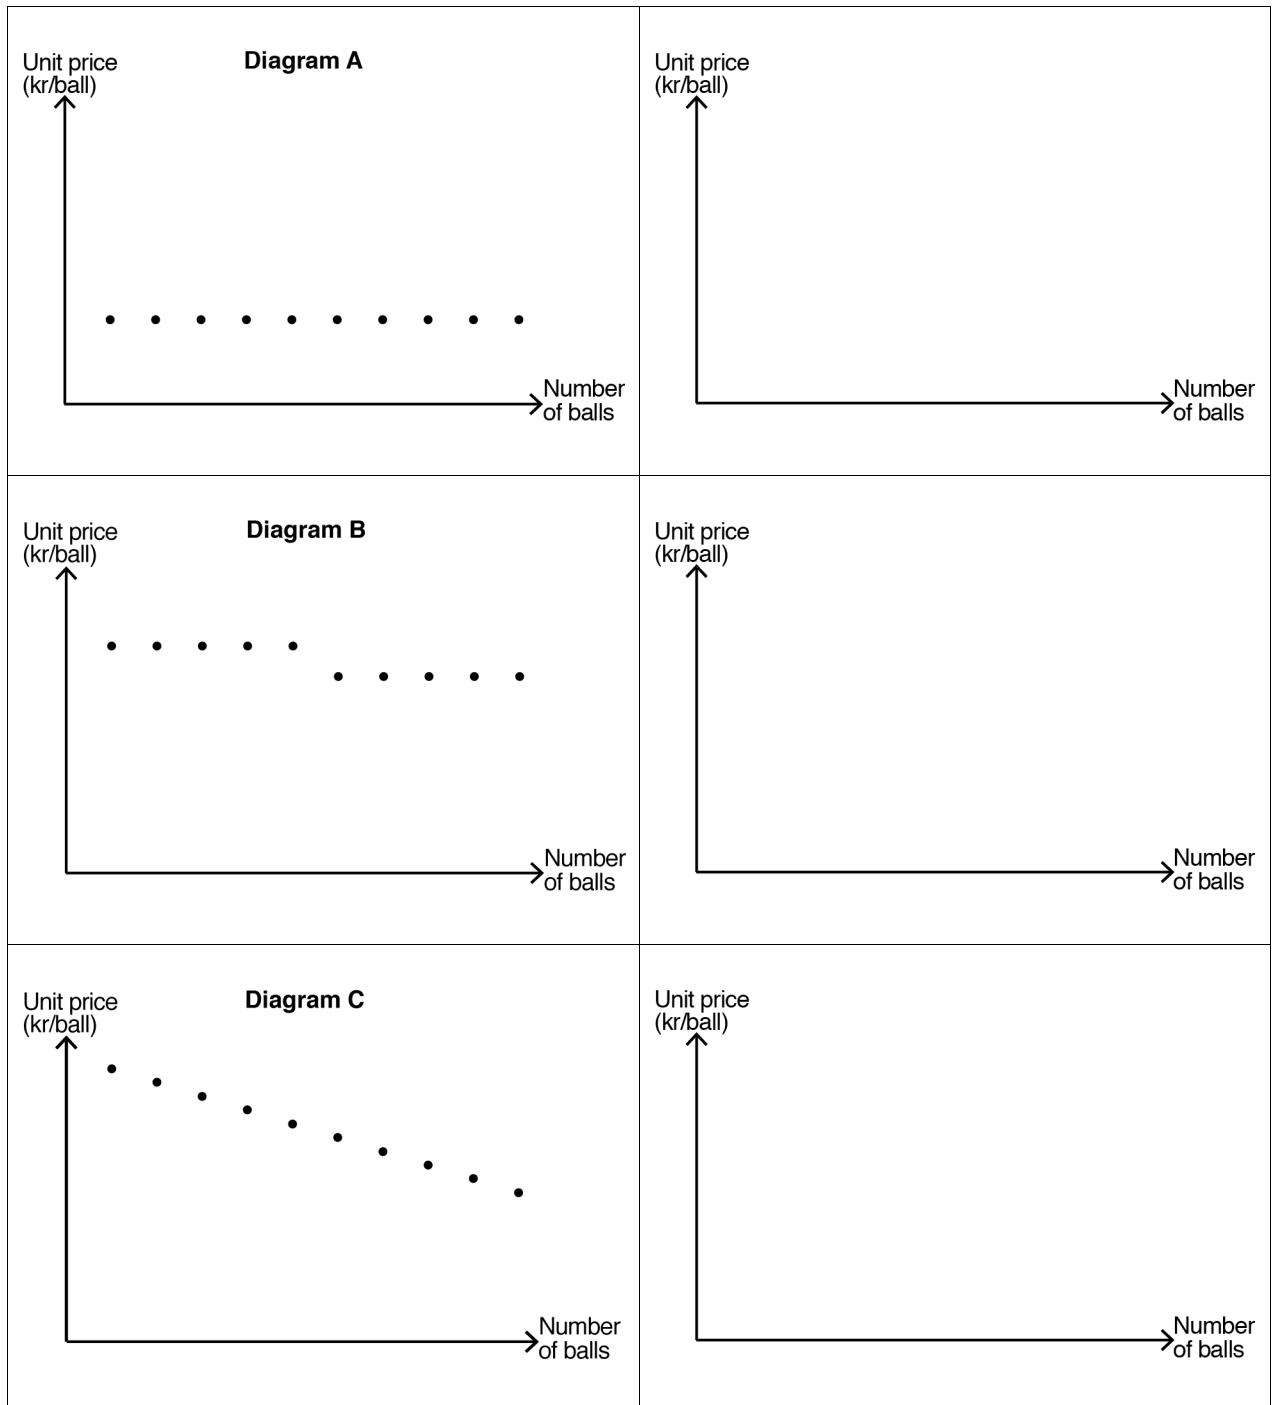 Diagram A
Unit price
(kr/ball)
Number
of balls
Unit price
(kr/ball)
Number
of balls
Diagram B
Unit price
(kr/ball)
Number
of balls
Unit price
(kr/ball)
Number
of balls
Diagram C
Unit price
(kr/ball)
Number
of balls
Unit price
(kr/ball)
Number
of balls